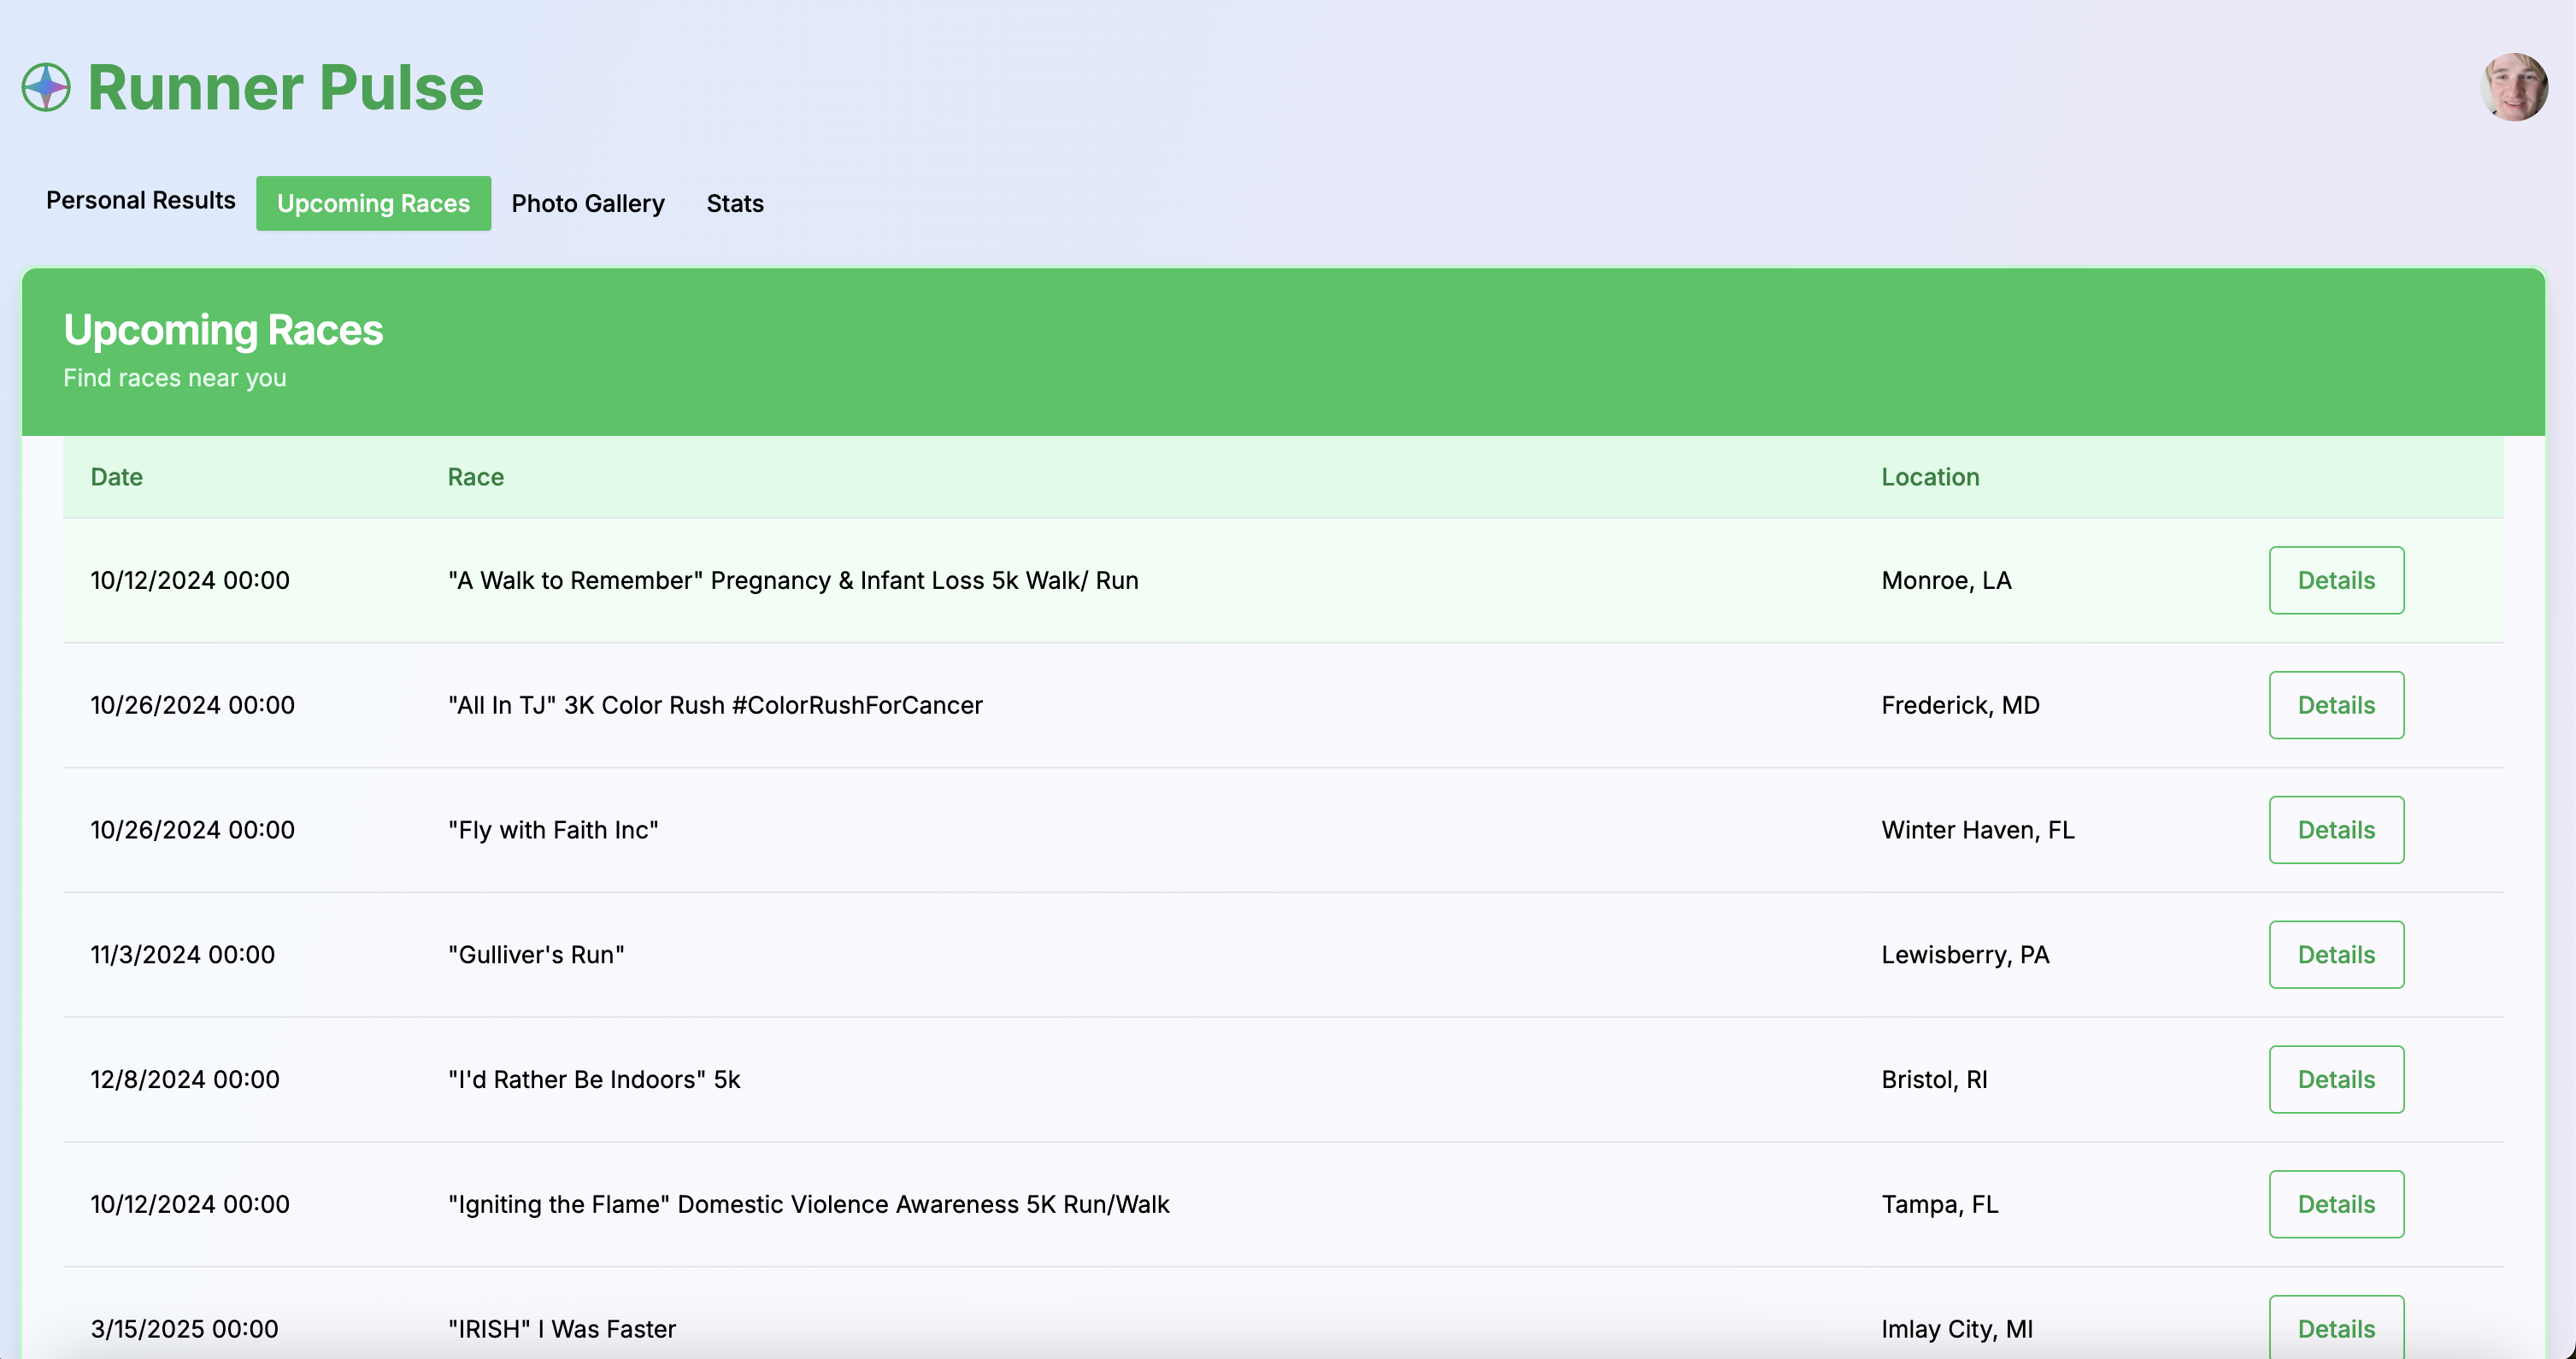 Runner Pulse
Personal Results Upcoming Races Photo Gallery Stats
Upcoming Races
Find races near you
Date Race Location
10/12/2024 00:00 "A Walk to Remember" Pregnancy & Infant Loss 5k Walk/ Run Monroe, LA Details
10/26/2024 00:00 "All In TJ" 3K Color Rush #ColorRushForCancer Frederick, MD Details
10/26/2024 00:00 "Fly with Faith Inc" Winter Haven, FL Details
11/3/2024 00:00 "Gulliver's Run" Lewisberry, PA Details
12/8/2024 00:00 "I'd Rather Be Indoors" 5k Bristol, RI Details
10/12/2024 00:00 "Igniting the Flame" Domestic Violence Awareness 5K Run/Walk Tampa, FL Details
3/15/2025 00:00 "IRISH" I Was Faster Imlay City, MI Details